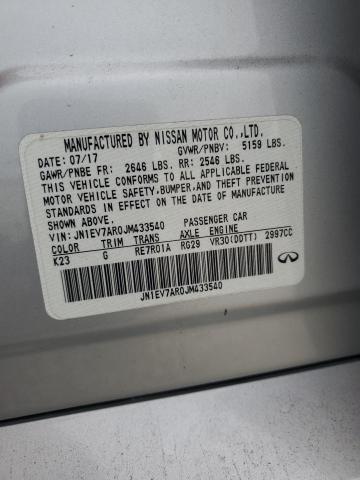 MANUFACTURED BY NISSAN MOTOR CO.,LTD.
DATE: 07/17 GVWR/PNBV: 5159 LBS.
GAWR/PNBE FR: 2646 LBS. RR: 2546 LBS.
THIS VEHICLE CONFORMS TO ALL APPLICABLE FEDERAL
MOTOR VEHICLE SAFETY,BUMPER,AND THEFT PREVENTION
STANDARDS IN EFFECT ON THE DATE OF MANUFACTURE
SHOWN ABOVE.
VIN:JN1EV7AR0JM433540 PASSENGER CAR
COLOR TRIM TRANS AXLE ENGINE
K23 G RE7R01A RG29 VR30(DDTT) 2997CC
JN1EV7AR0JM433540